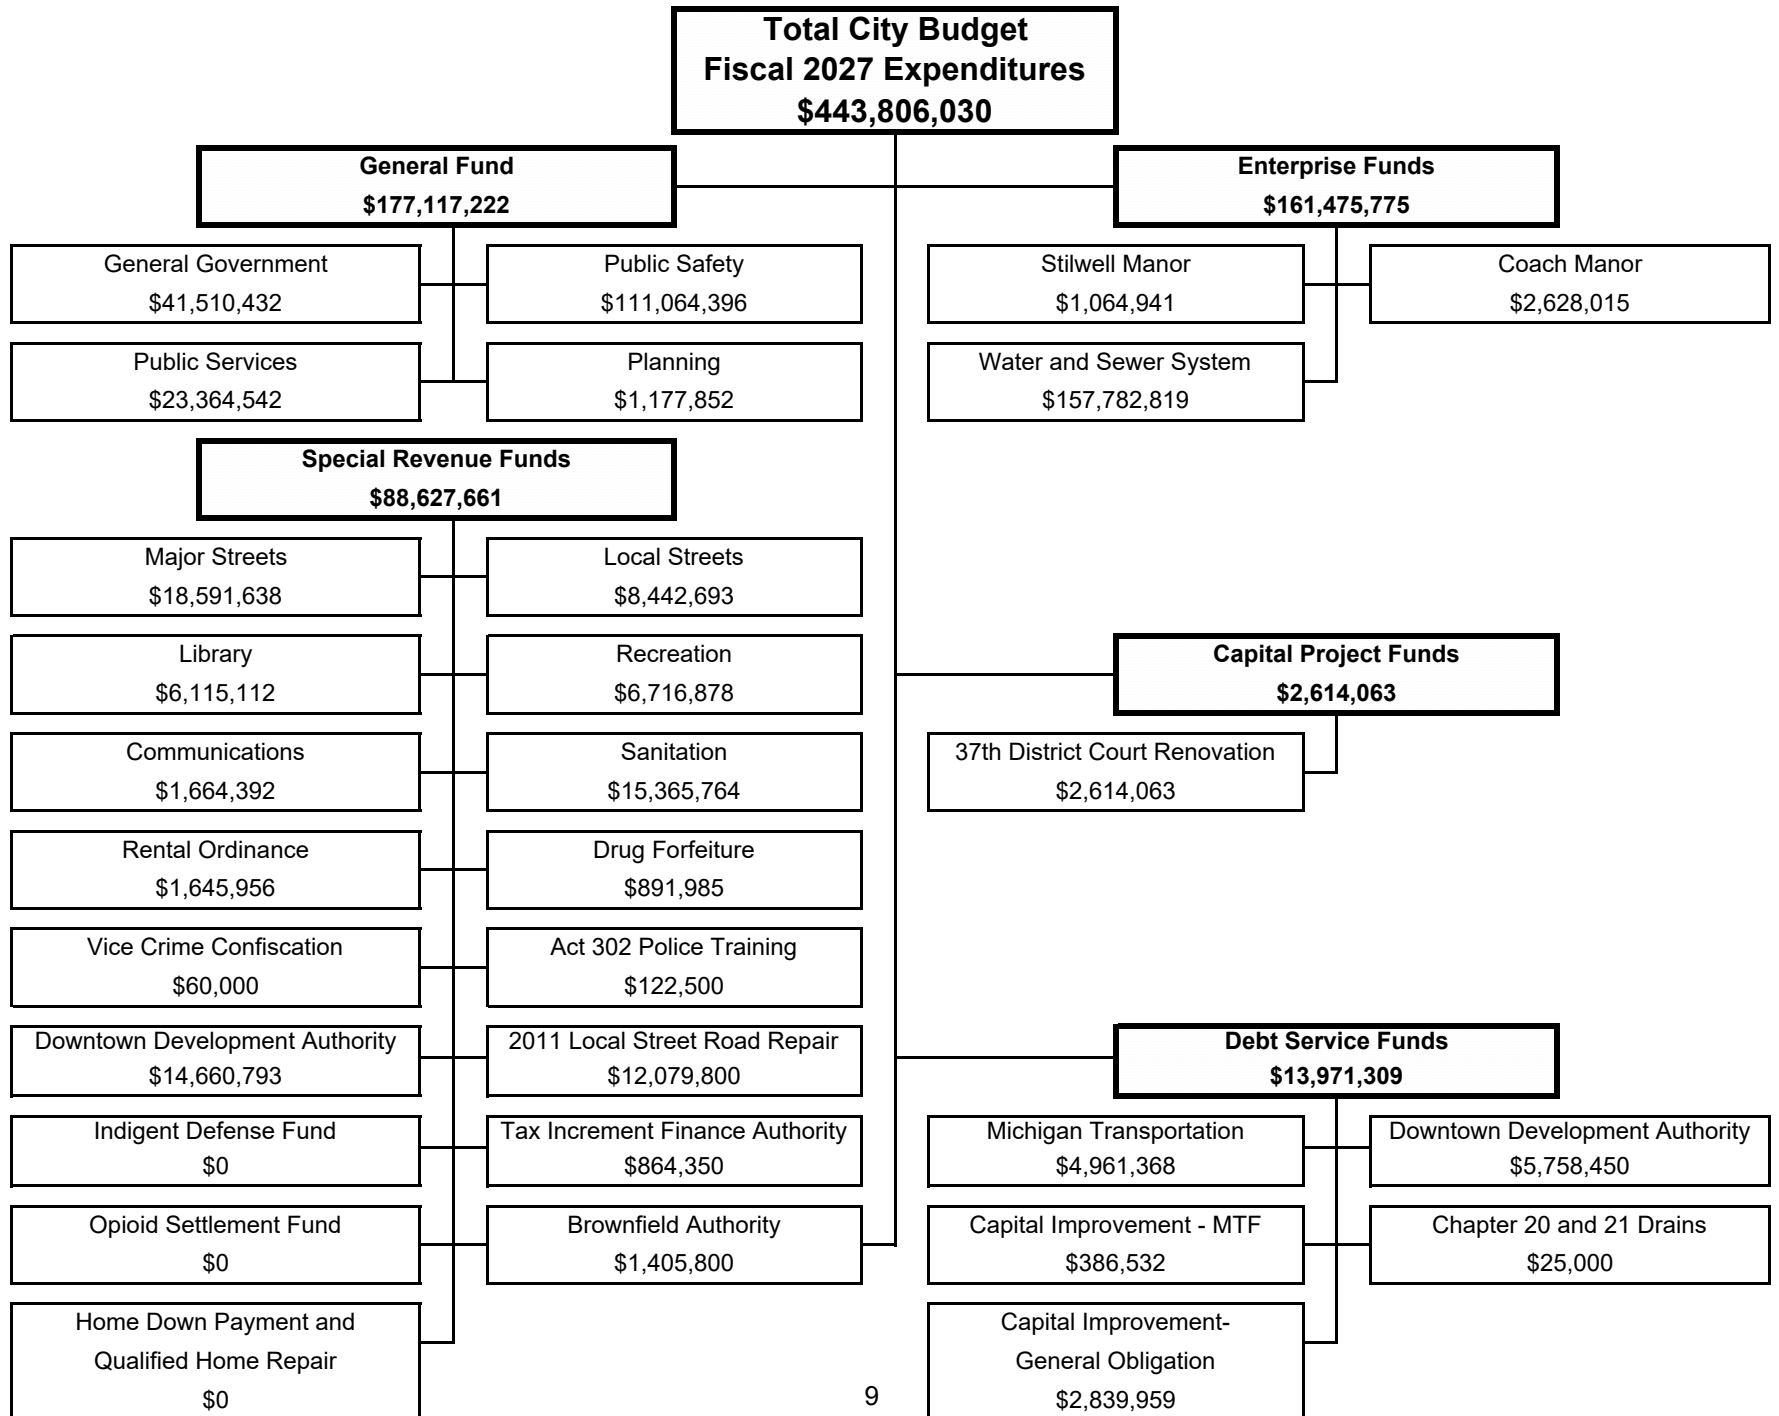 Total City Budget
Fiscal 2027 Expenditures
$443,806,030
General Fund
$177,117,222
Enterprise Funds
$161,475,775
General Government
$41,510,432
Public Safety
$111,064,396
Stilwell Manor
$1,064,941
Coach Manor
$2,628,015
Public Services
$23,364,542
Planning
$1,177,852
Water and Sewer System
$157,782,819
Special Revenue Funds
$88,627,661
Major Streets
$18,591,638
Local Streets
$8,442,693
Library
$6,115,112
Recreation
$6,716,878
Capital Project Funds
$2,614,063
Communications
$1,664,392
Sanitation
$15,365,764
37th District Court Renovation
$2,614,063
Rental Ordinance
$1,645,956
Drug Forfeiture
$891,985
Vice Crime Confiscation
$60,000
Act 302 Police Training
$122,500
Downtown Development Authority
$14,660,793
2011 Local Street Road Repair
$12,079,800
Debt Service Funds
$13,971,309
Indigent Defense Fund
$0
Tax Increment Finance Authority
$864,350
Michigan Transportation
$4,961,368
Downtown Development Authority
$5,758,450
Opioid Settlement Fund
$0
Brownfield Authority
$1,405,800
Capital Improvement - MTF
$386,532
Chapter 20 and 21 Drains
$25,000
Home Down Payment and
Qualified Home Repair
$0
Capital Improvement-
General Obligation
$2,839,959
9